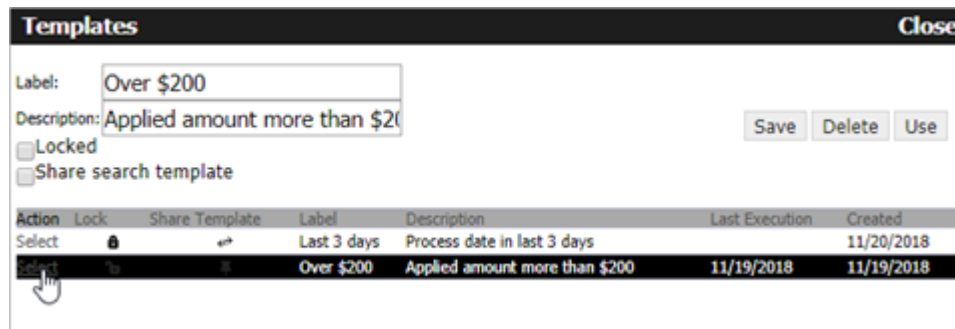 Templates Close
Label: Over $200
Description: Applied amount more than $20
Save Delete Use
Locked
Share search template
Action Lock Share Template Label Description Last Execution Created
Select Last 3 days Process date in last 3 days 11/20/2018
Select Over $200 Applied amount more than $200 11/19/2018 11/19/2018